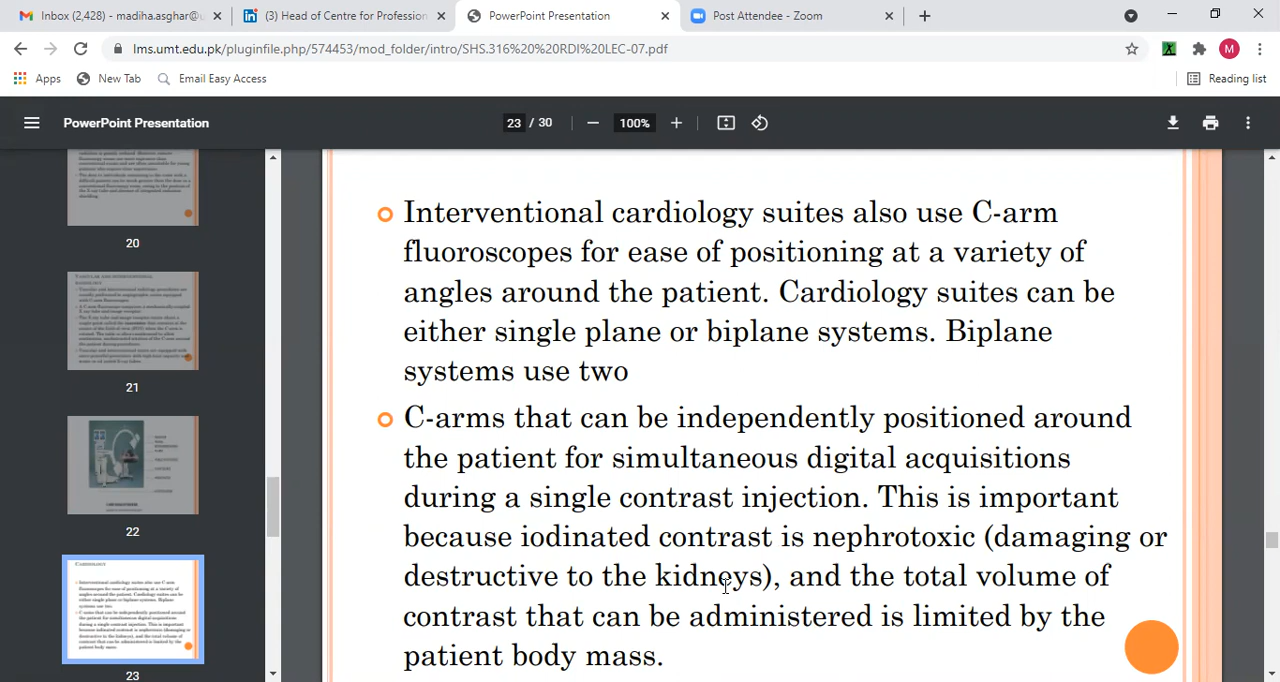 Inbox (2,428) - madiha.asghar@u
(3) Head of Centre for Profession
PowerPoint Presentation
Post Attendee - Zoom
lms.umt.edu.pk/pluginfile.php/574453/mod_folder/intro/SHS.316%20%20RDI%20LEC-07.pdf
M
Apps
New Tab
Email Easy Access
Reading list
PowerPoint Presentation
23 / 30
100%
20
21
22
CARDIOLOGY
23
Interventional cardiology suites also use C-arm
fluoroscopes for ease of positioning at a variety of
angles around the patient. Cardiology suites can be
either single plane or biplane systems. Biplane
systems use two
C-arms that can be independently positioned around
the patient for simultaneous digital acquisitions
during a single contrast injection. This is important
because iodinated contrast is nephrotoxic (damaging or
destructive to the kidneys), and the total volume of
contrast that can be administered is limited by the
patient body mass.